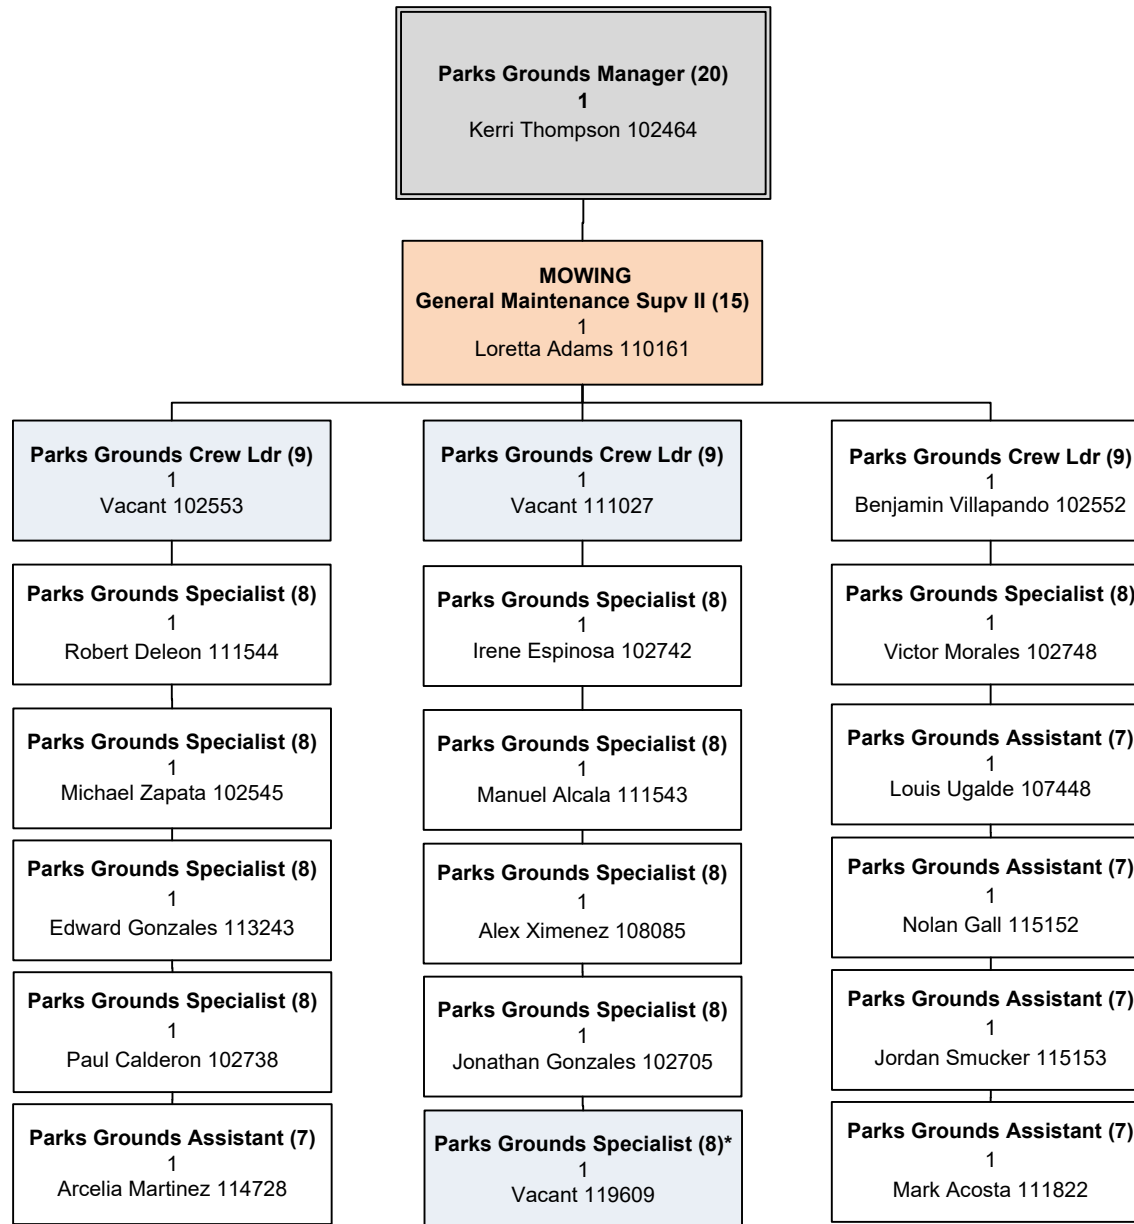 Parks Grounds Manager (20)
1
Kerri Thompson 102464
MOWING
General Maintenance Supv II (15)
1
Loretta Adams 110161
Parks Grounds Crew Ldr (9)
1
Vacant 102553
Parks Grounds Specialist (8)
1
Robert Deleon 111544
Parks Grounds Specialist (8)
1
Michael Zapata 102545
Parks Grounds Specialist (8)
1
Edward Gonzales 113243
Parks Grounds Specialist (8)
1
Paul Calderon 102738
Parks Grounds Assistant (7)
1
Arcelia Martinez 114728
Parks Grounds Crew Ldr (9)
1
Vacant 111027
Parks Grounds Specialist (8)
1
Irene Espinosa 102742
Parks Grounds Specialist (8)
1
Manuel Alcala 111543
Parks Grounds Specialist (8)
1
Alex Ximenez 108085
Parks Grounds Specialist (8)
1
Jonathan Gonzales 102705
Parks Grounds Specialist (8)*
1
Vacant 119609
Parks Grounds Crew Ldr (9)
1
Benjamin Villapando 102552
Parks Grounds Specialist (8)
1
Victor Morales 102748
Parks Grounds Assistant (7)
1
Louis Ugalde 107448
Parks Grounds Assistant (7)
1
Nolan Gall 115152
Parks Grounds Assistant (7)
1
Jordan Smucker 115153
Parks Grounds Assistant (7)
1
Mark Acosta 111822